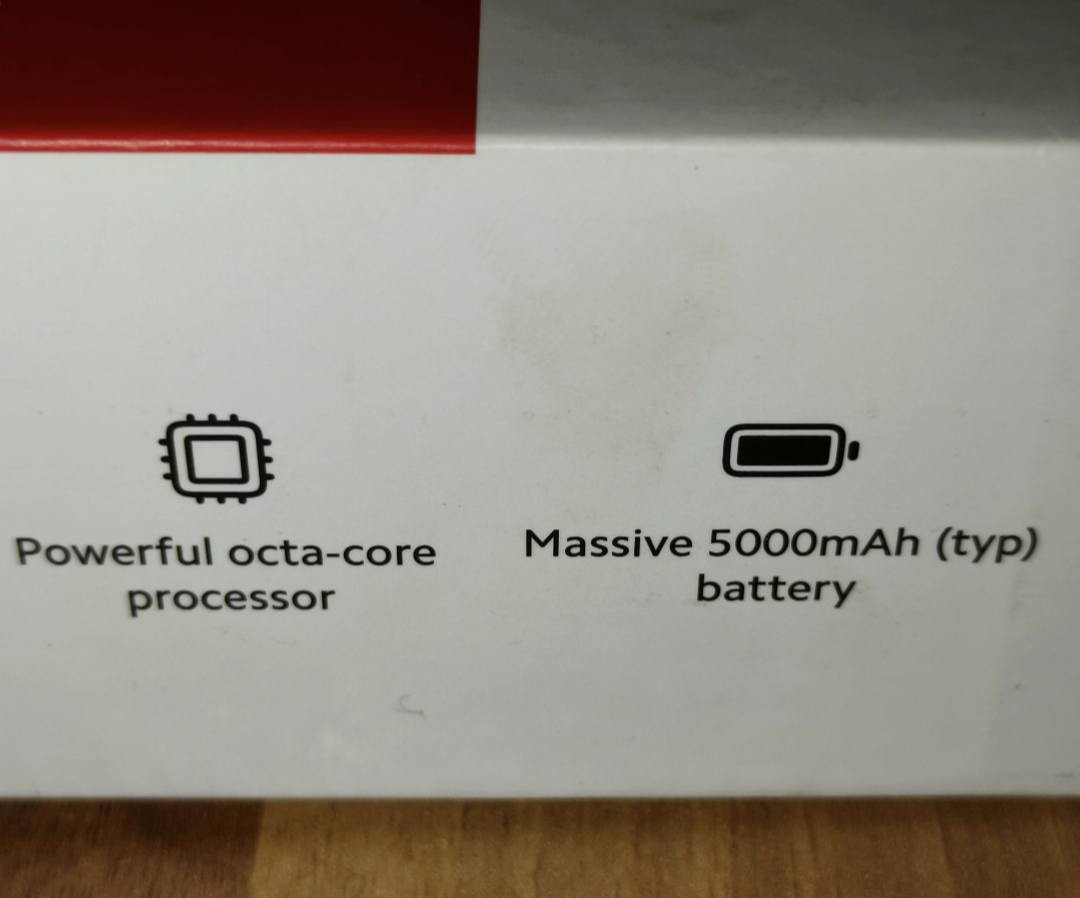 Powerful octa-core
processor
Massive 5000mAh (typ)
battery